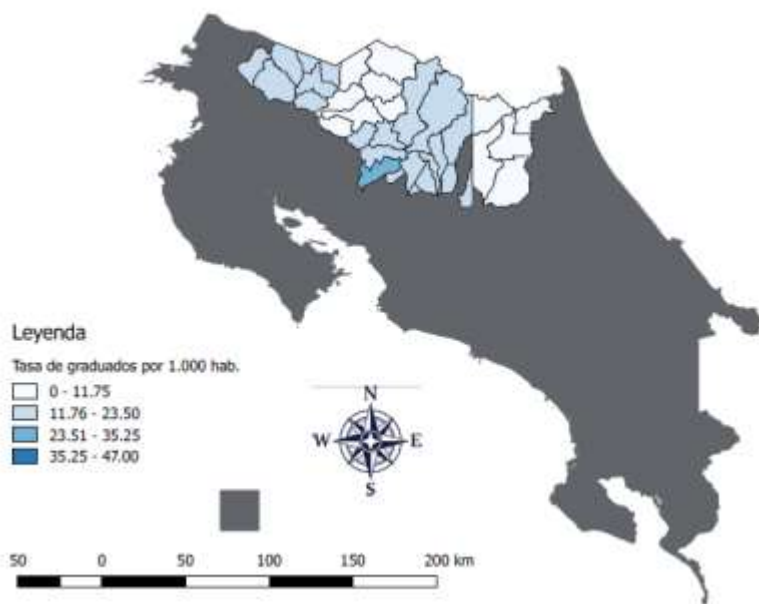 Leyenda
Tasa de graduados por 1.000 hab.
0 - 11.75
11.76 - 23.50
23.51 - 35.25
35.25 - 47.00
N
W E
S
50 0 50 100 150 200 km